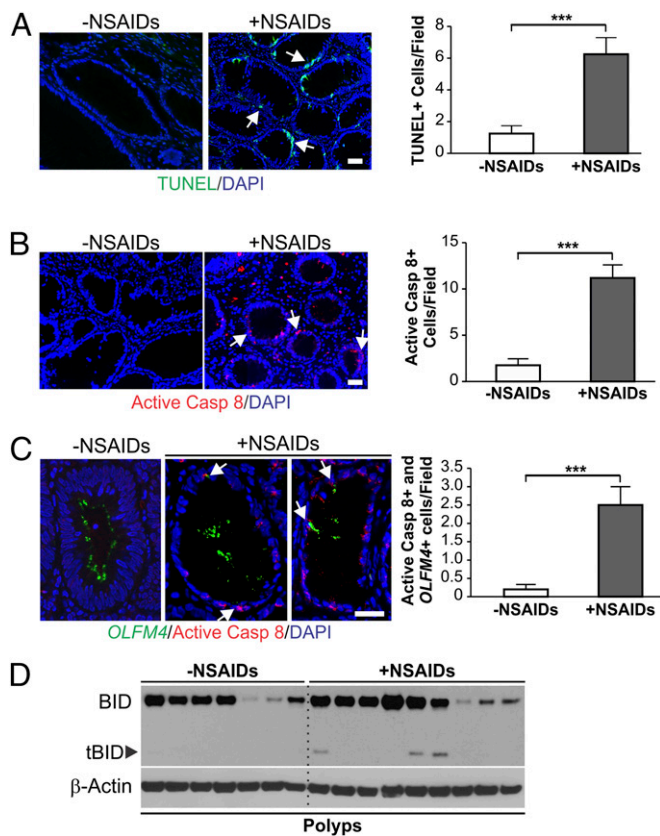 A
-NSAIDs
+NSAIDs
TUNEL/DAPI
TUNEL+ Cells/Field
8
6
4
2
0
***
-NSAIDs
+NSAIDs
B
-NSAIDs
+NSAIDs
Active Casp 8/DAPI
Active Casp 8+
Cells/Field
15
10
5
0
***
-NSAIDs
+NSAIDs
C
-NSAIDs
+NSAIDs
OLFM4/Active Casp 8/DAPI
Active Casp 8+ and
OLFM4+ cells/Field
3.5
3.0
2.5
2.0
1.5
1.0
0.5
0
***
-NSAIDs
+NSAIDs
D
-NSAIDs
+NSAIDs
BID
tBID
β-Actin
Polyps